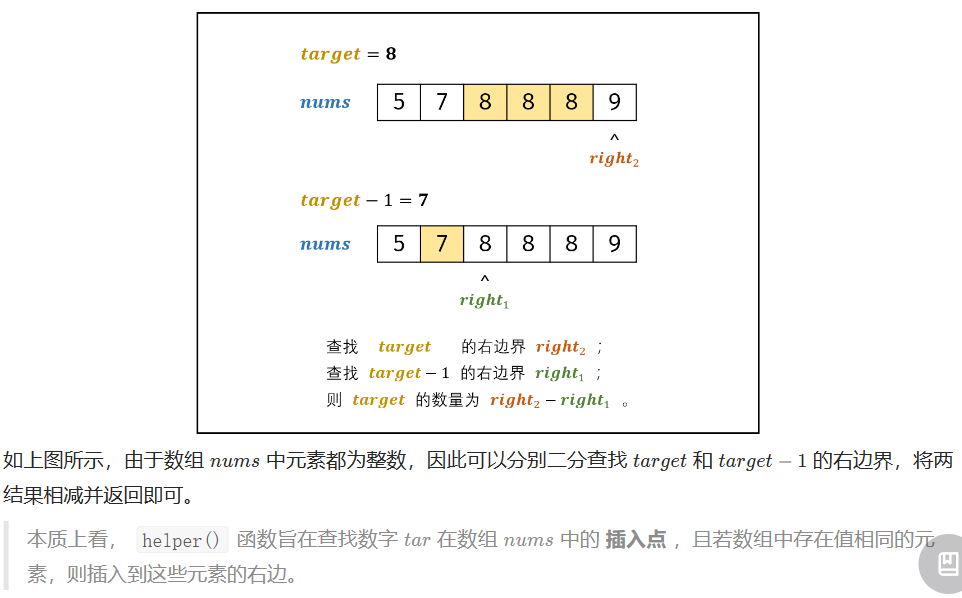 target = 8
nums 5 7 8 8 8 9
^
right₂
target − 1 = 7
nums 5 7 8 8 8 9
^
right₁
查找 target 的右边界 right₂ ；
查找 target − 1 的右边界 right₁ ；
则 target 的数量为 right₂ − right₁ 。
如上图所示，由于数组 nums 中元素都为整数，因此可以分别二分查找 target 和 target − 1 的右边界，将两
结果相减并返回即可。
本质上看， helper() 函数旨在查找数字 tar 在数组 nums 中的 插入点 ，且若数组中存在值相同的元
素，则插入到这些元素的右边。